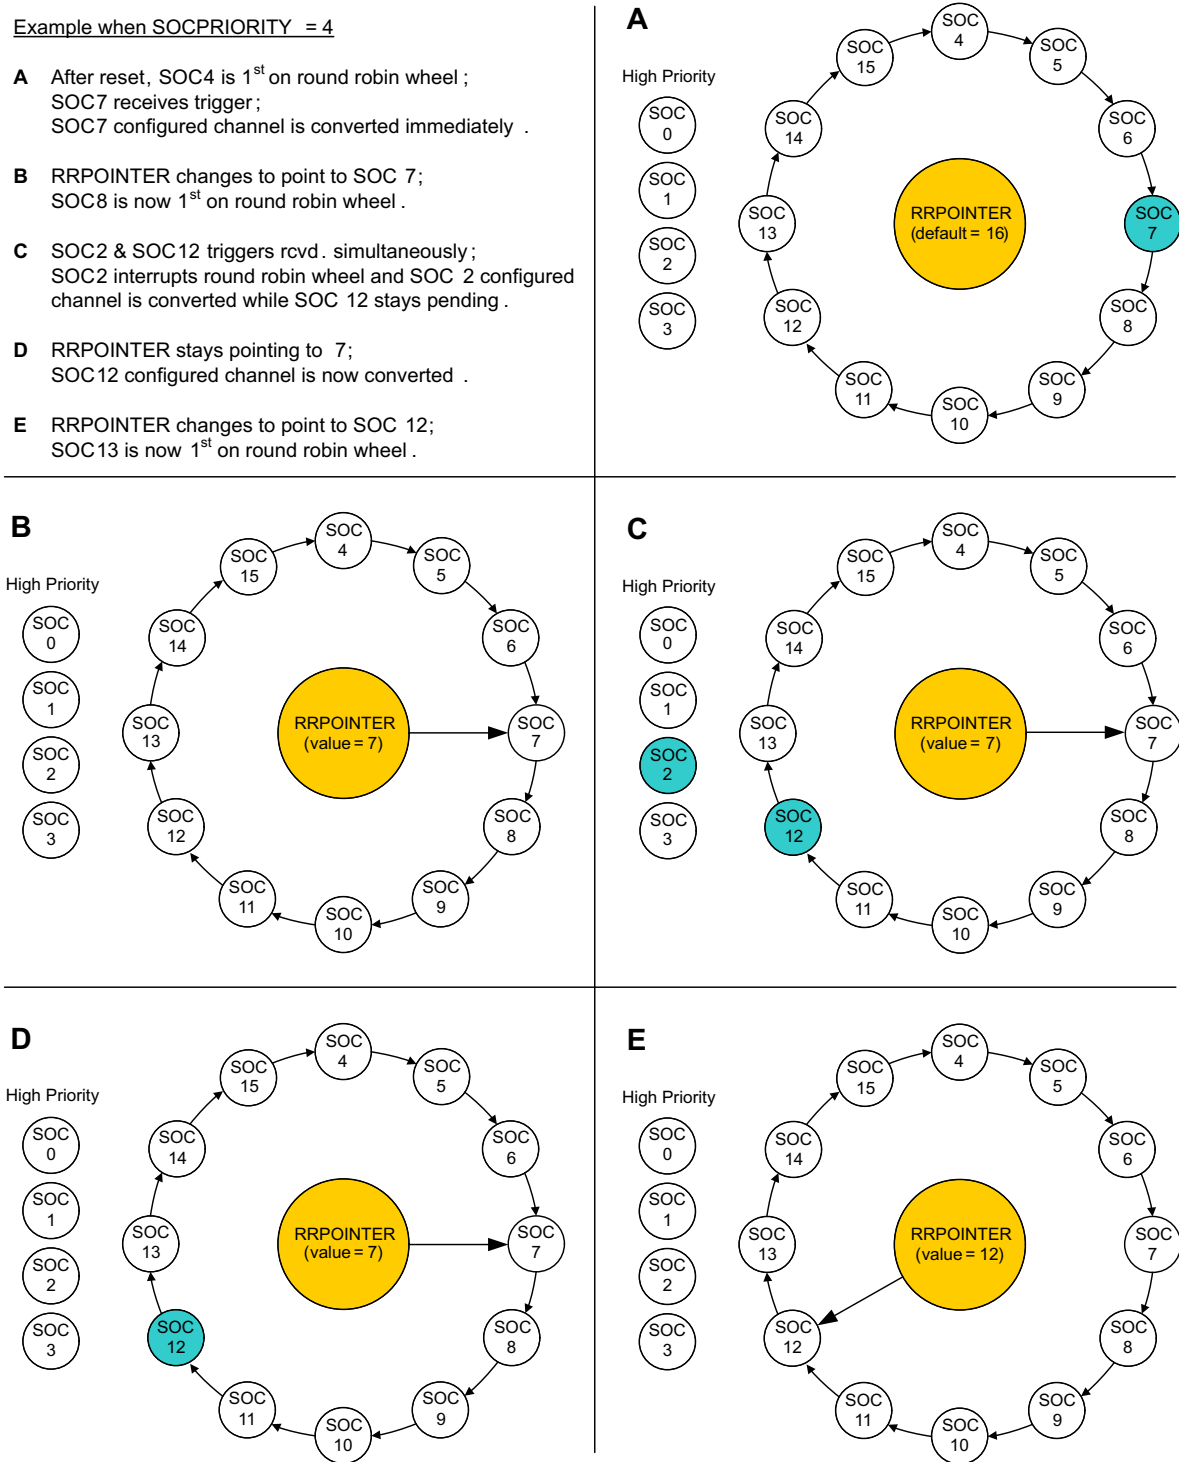 Example when SOCPRIORITY = 4
A After reset, SOC4 is 1st on round robin wheel;
SOC7 receives trigger;
SOC7 configured channel is converted immediately .
B RRPOINTER changes to point to SOC 7;
SOC8 is now 1st on round robin wheel .
C SOC2 & SOC12 triggers rcvd. simultaneously;
SOC2 interrupts round robin wheel and SOC 2 configured
channel is converted while SOC 12 stays pending .
D RRPOINTER stays pointing to 7;
SOC12 configured channel is now converted .
E RRPOINTER changes to point to SOC 12;
SOC13 is now 1st on round robin wheel .
A
High Priority
SOC
0
SOC
1
SOC
2
SOC
3
SOC
4
SOC
5
SOC
6
SOC
7
SOC
8
SOC
9
SOC
10
SOC
11
SOC
12
SOC
13
SOC
14
SOC
15
RRPOINTER
(default = 16)
B
High Priority
SOC
0
SOC
1
SOC
2
SOC
3
SOC
4
SOC
5
SOC
6
SOC
7
SOC
8
SOC
9
SOC
10
SOC
11
SOC
12
SOC
13
SOC
14
SOC
15
RRPOINTER
(value = 7)
C
High Priority
SOC
0
SOC
1
SOC
2
SOC
3
SOC
4
SOC
5
SOC
6
SOC
7
SOC
8
SOC
9
SOC
10
SOC
11
SOC
12
SOC
13
SOC
14
SOC
15
RRPOINTER
(value = 7)
D
High Priority
SOC
0
SOC
1
SOC
2
SOC
3
SOC
4
SOC
5
SOC
6
SOC
7
SOC
8
SOC
9
SOC
10
SOC
11
SOC
12
SOC
13
SOC
14
SOC
15
RRPOINTER
(value = 7)
E
High Priority
SOC
0
SOC
1
SOC
2
SOC
3
SOC
4
SOC
5
SOC
6
SOC
7
SOC
8
SOC
9
SOC
10
SOC
11
SOC
12
SOC
13
SOC
14
SOC
15
RRPOINTER
(value = 12)